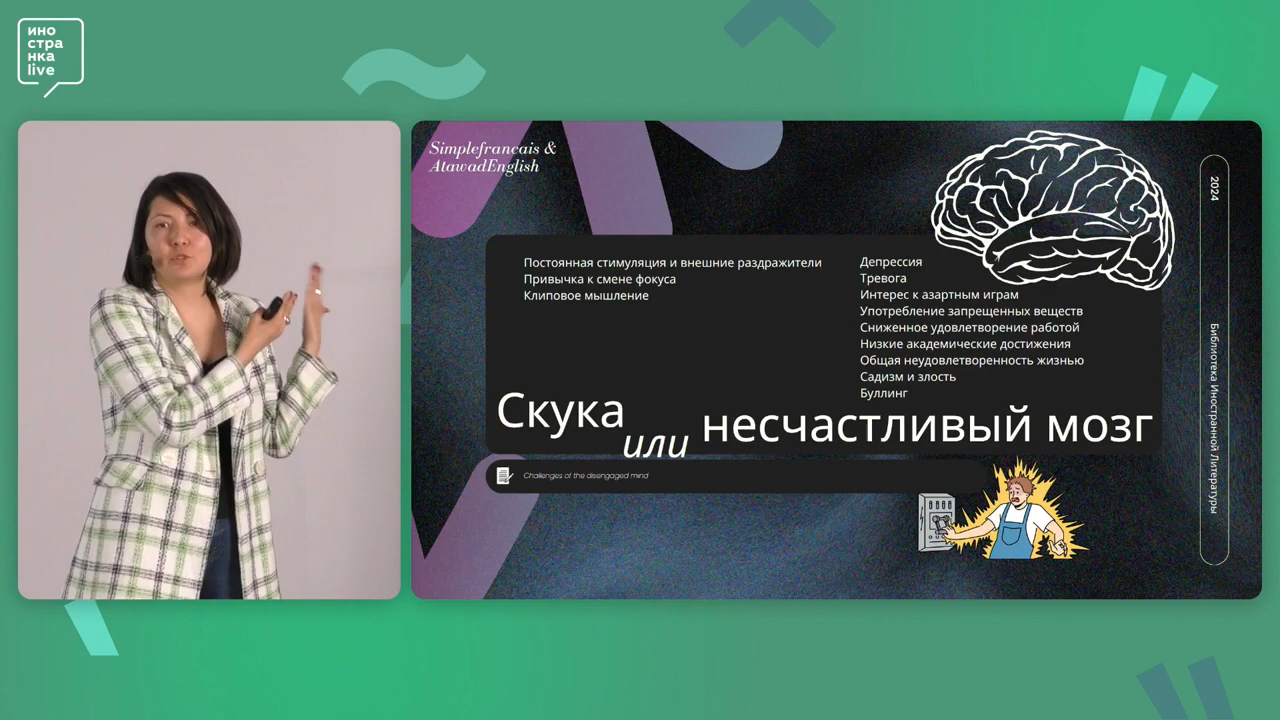 ино
стра
нка
live
Simplefrancais &
AtawadEnglish
2024
Библиотека Иностранной Литературы
Постоянная стимуляция и внешние раздражители
Привычка к смене фокуса
Клиповое мышление
Депрессия
Тревога
Интерес к азартным играм
Употребление запрещенных веществ
Сниженное удовлетворение работой
Низкие академические достижения
Общая неудовлетворенность жизнью
Садизм и злость
Буллинг
Скука
или
несчастливый мозг
Challenges of the disengaged mind